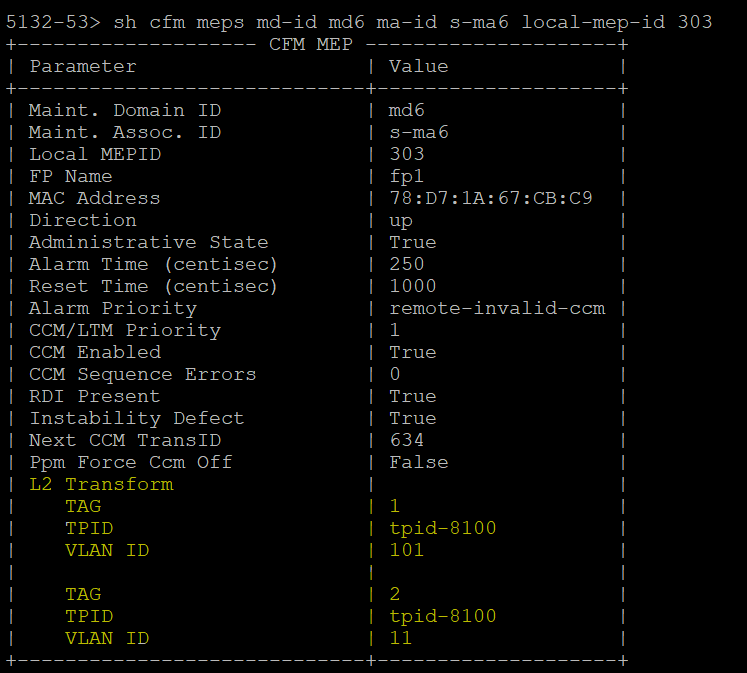 5132-53> sh cfm meps md-id md6 ma-id s-ma6 local-mep-id 303
+-------------------- CFM MEP ---------------------+
| Parameter                   | Value              |
+-----------------------------+--------------------+
| Maint. Domain ID            | md6                |
| Maint. Assoc. ID            | s-ma6              |
| Local MEPID                 | 303                |
| FP Name                     | fp1                |
| MAC Address                 | 78:D7:1A:67:CB:C9  |
| Direction                   | up                 |
| Administrative State        | True               |
| Alarm Time (centisec)       | 250                |
| Reset Time (centisec)       | 1000               |
| Alarm Priority              | remote-invalid-ccm |
| CCM/LTM Priority            | 1                  |
| CCM Enabled                 | True               |
| CCM Sequence Errors         | 0                  |
| RDI Present                 | True               |
| Instability Defect          | True               |
| Next CCM TransID            | 634                |
| Ppm Force Ccm Off           | False              |
| L2 Transform                |                    |
|    TAG                      | 1                  |
|    TPID                     | tpid-8100          |
|    VLAN ID                  | 101                |
|                             |                    |
|    TAG                      | 2                  |
|    TPID                     | tpid-8100          |
|    VLAN ID                  | 11                 |
+-----------------------------+--------------------+